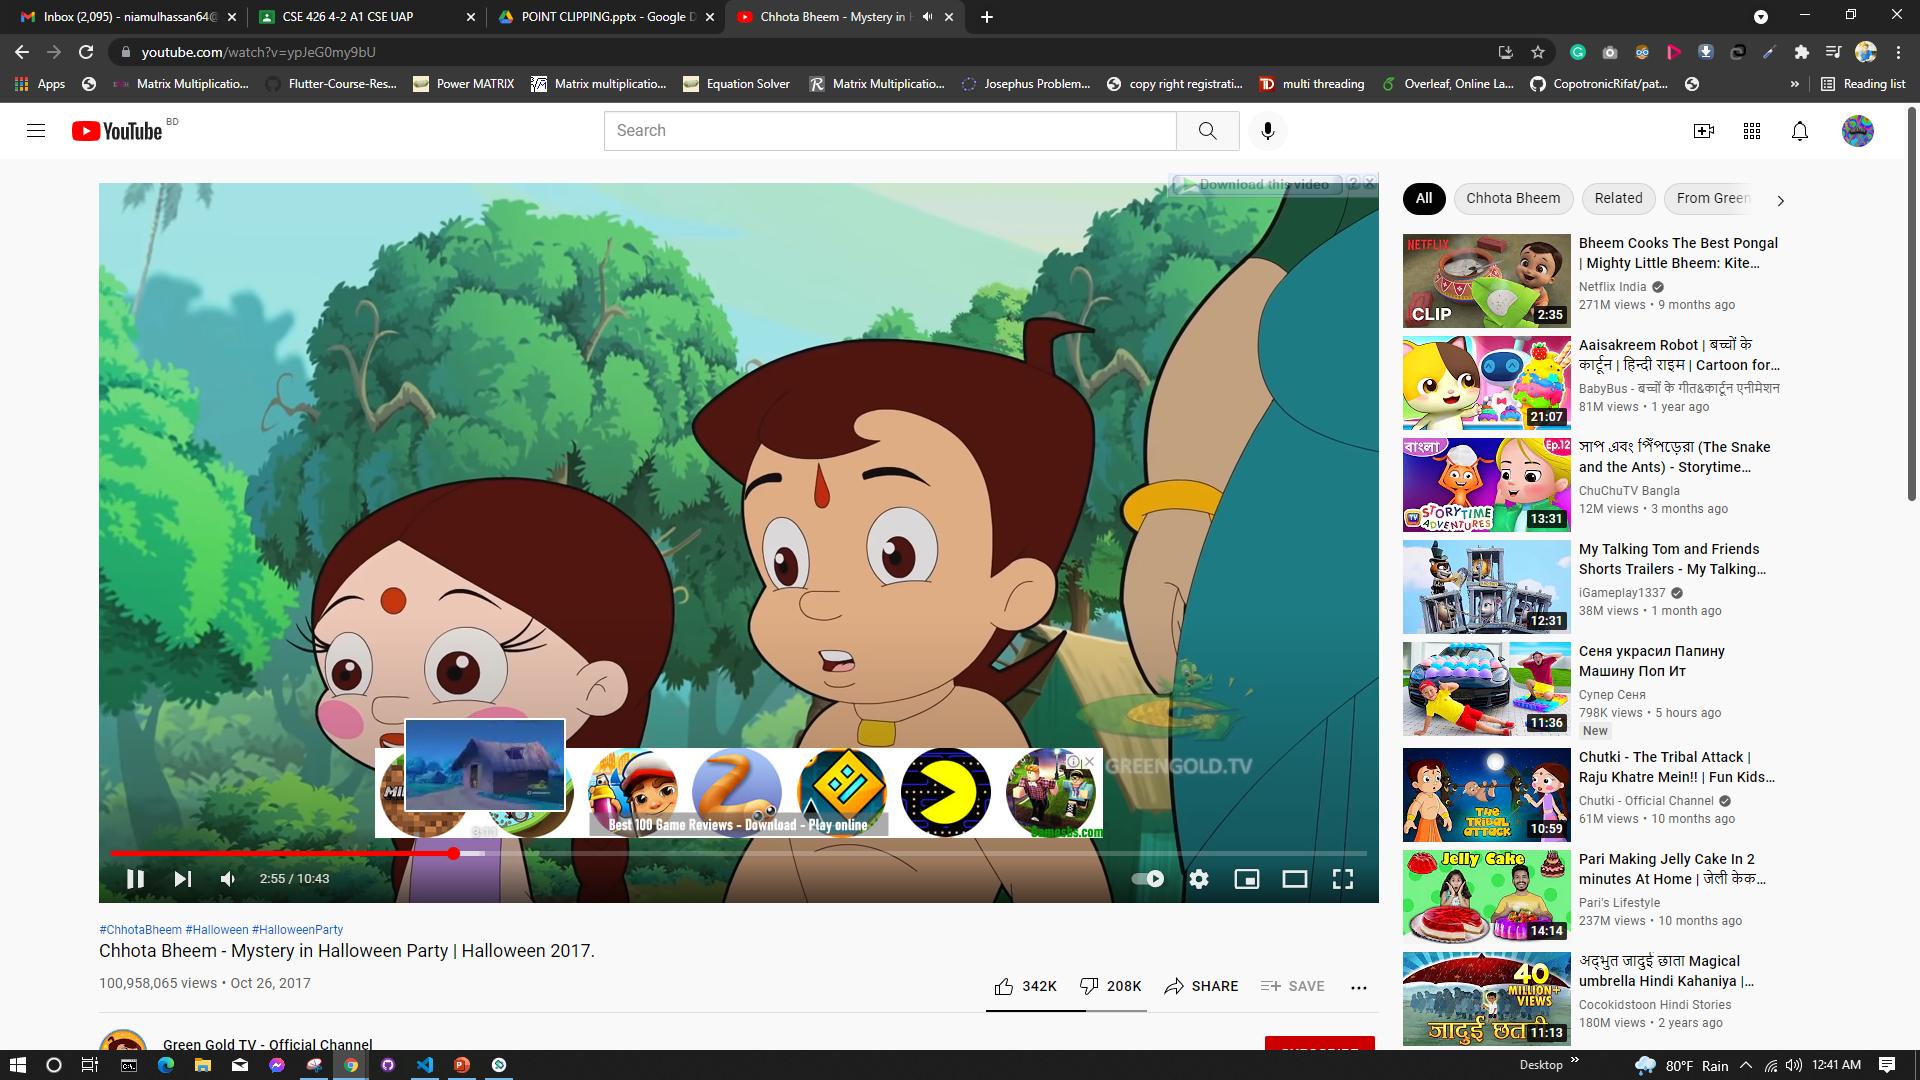 Inbox (2,095) - niamulhassan64@
CSE 426 4-2 A1 CSE UAP
POINT CLIPPING.pptx - Google D
Chhota Bheem - Mystery in
youtube.com/watch?v=ypJeG0my9bU
Apps
Matrix Multiplicatio...
Flutter-Course-Res...
Power MATRIX
Matrix multiplicatio...
Equation Solver
Matrix Multiplicatio...
Josephus Problem...
copy right registrati...
multi threading
Overleaf, Online La...
CopotronicRifat/pat...
»
Reading list
YouTube BD
Search
Download this video
All
Chhota Bheem
Related
From Green
NETFLIX
CLIP
2:35
Bheem Cooks The Best Pongal
| Mighty Little Bheem: Kite...
Netflix India
271M views • 9 months ago
21:07
Aaisakreem Robot | बच्चों के
कार्टून | हिन्दी राइम | Cartoon for...
BabyBus - बच्चों के गीत&कार्टून एनीमेशन
81M views • 1 year ago
বাংলা
Ep.12
STORYTIME
ADVENTURES
13:31
সাপ এবং পিঁপড়েরা (The Snake
and the Ants) - Storytime...
ChuChuTV Bangla
12M views • 3 months ago
12:31
My Talking Tom and Friends
Shorts Trailers - My Talking...
iGameplay1337
38M views • 1 month ago
11:36
Сеня украсил Папину
Машину Поп Ит
Супер Сеня
798K views • 5 hours ago
New
THE
TRIBAL
ATTACK
10:59
Chutki - The Tribal Attack |
Raju Khatre Mein!! | Fun Kids...
Chutki - Official Channel
61M views • 10 months ago
Jelly Cake
14:14
Pari Making Jelly Cake In 2
minutes At Home | जेली केक...
Pari's Lifestyle
237M views • 10 months ago
40
MILLION+
VIEWS
जादुई छतरी
11:13
अद्भुत जादुई छाता Magical
umbrella Hindi Kahaniya |...
Cocokidstoon Hindi Stories
180M views • 2 years ago
GREENGOLD.TV
Best 100 Game Reviews - Download - Play online
Gamesbs.com
3:11
2:55 / 10:43
#ChhotaBheem #Halloween #HalloweenParty
Chhota Bheem - Mystery in Halloween Party | Halloween 2017.
100,958,065 views • Oct 26, 2017
342K
208K
SHARE
SAVE
Green Gold TV - Official Channel
SUBSCRIBE
Desktop
»
80°F Rain
12:41 AM